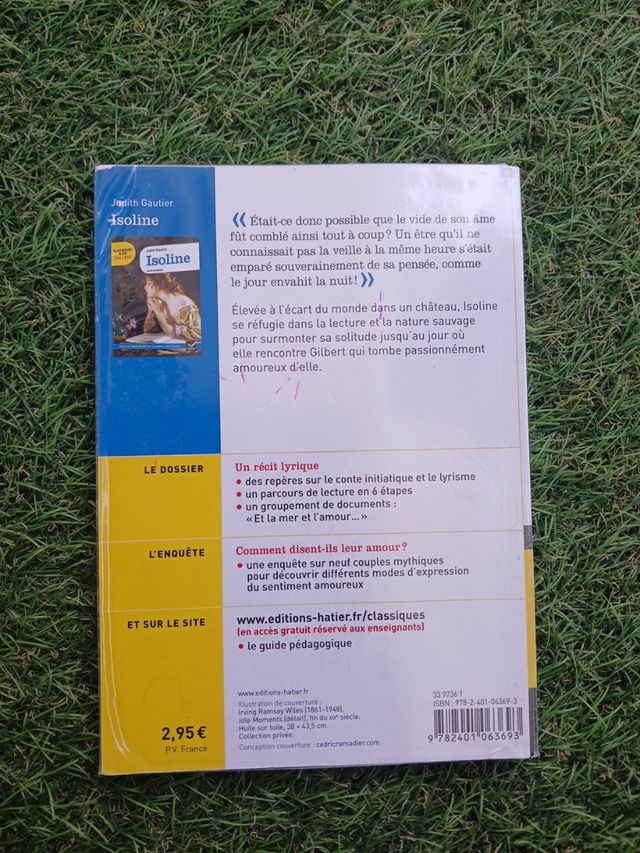 Judith Gautier
Isoline
CLASSIQUES
& CIE
COLLÈGE
Judith Gautier
Isoline
« Était-ce donc possible que le vide de son âme
fût comblé ainsi tout à coup ? Un être qu'il ne
connaissait pas la veille à la même heure s'était
emparé souverainement de sa pensée, comme
le jour envahit la nuit ! »
Élevée à l'écart du monde dans un château, Isoline
se réfugie dans la lecture et la nature sauvage
pour surmonter sa solitude jusqu'au jour où
elle rencontre Gilbert qui tombe passionnément
amoureux d'elle.
LE DOSSIER
Un récit lyrique
• des repères sur le conte initiatique et le lyrisme
• un parcours de lecture en 6 étapes
• un groupement de documents :
« Et la mer et l'amour... »
L'ENQUÊTE
Comment disent-ils leur amour ?
• une enquête sur neuf couples mythiques
pour découvrir différents modes d'expression
du sentiment amoureux
ET SUR LE SITE
www.editions-hatier.fr/classiques
(en accès gratuit réservé aux enseignants)
• le guide pédagogique
2,95 €
P.V. France
www.editions-hatier.fr
Illustration de couverture :
Irving Ramsey Wiles (1861-1948),
Idle Moments (détail), fin du XIXe siècle.
Huile sur toile, 38 × 43,5 cm.
Collection privée.
Conception couverture : cedricramadier.com
33 9736 1
ISBN : 978-2-401-06369-3
9 782401 063693